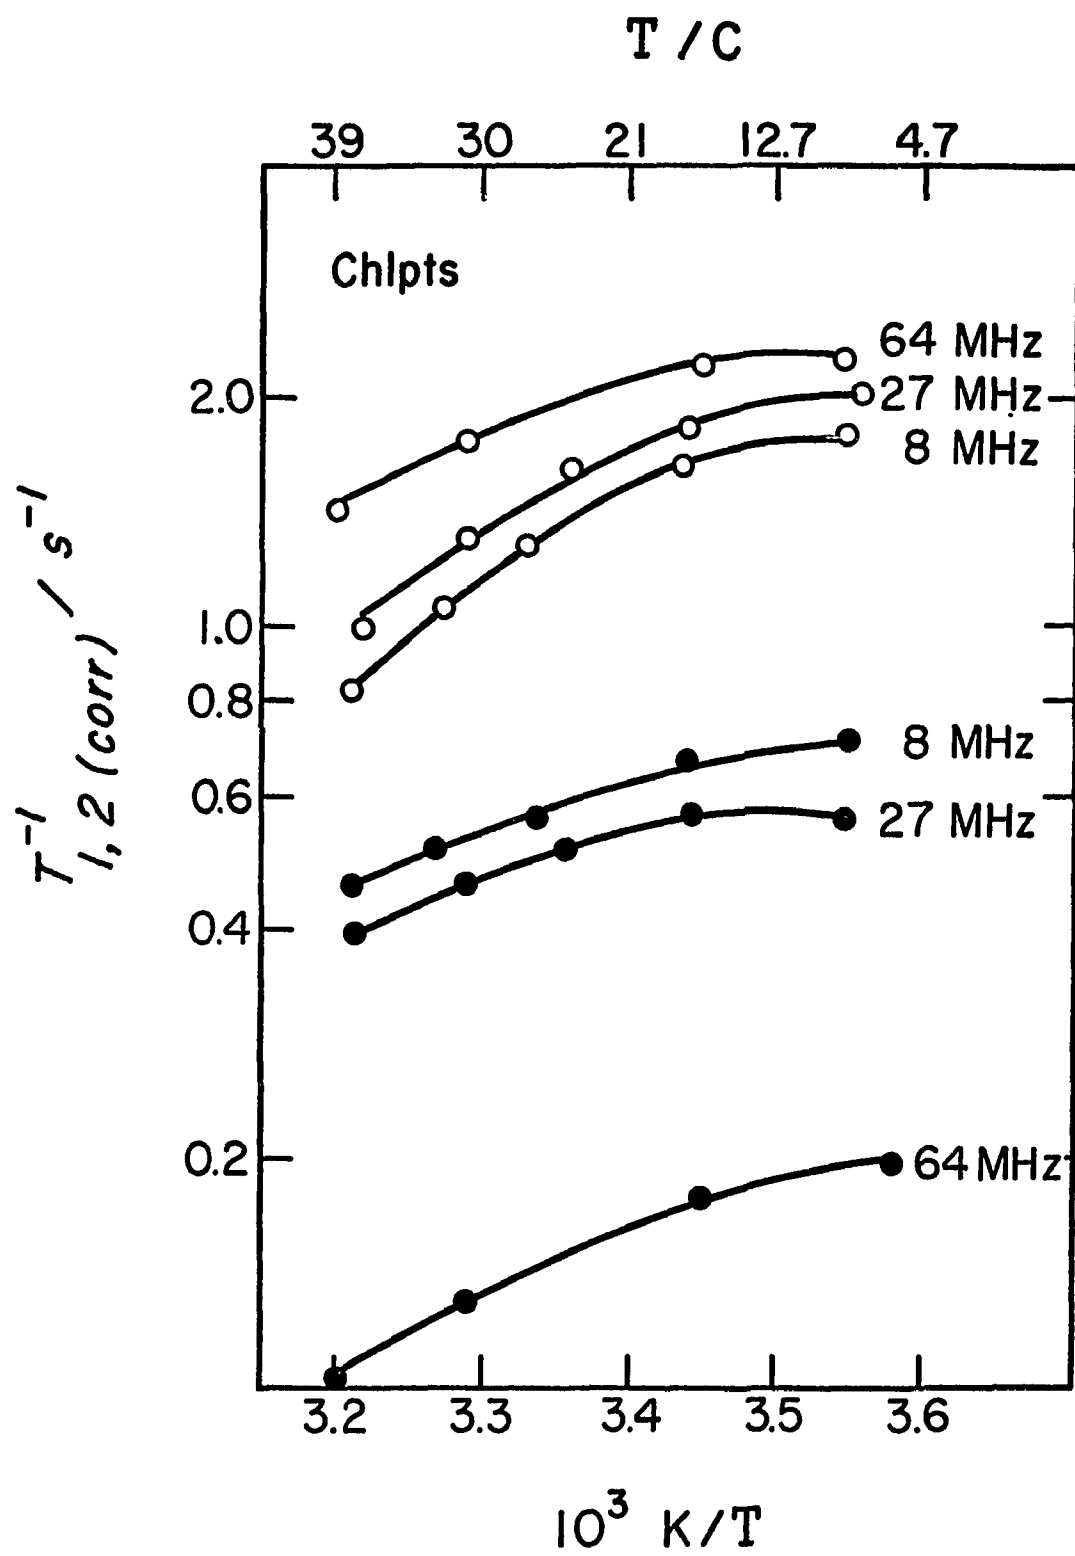 T / C
39 30 21 12.7 4.7
Chlpts
64 MHz
2.0
27 MHz
8 MHz
1.0
0.8
8 MHz
0.6
27 MHz
0.4
0.2
64 MHz
T⁻¹ 1, 2 (corr) / s⁻¹
3.2 3.3 3.4 3.5 3.6
10³ K/T